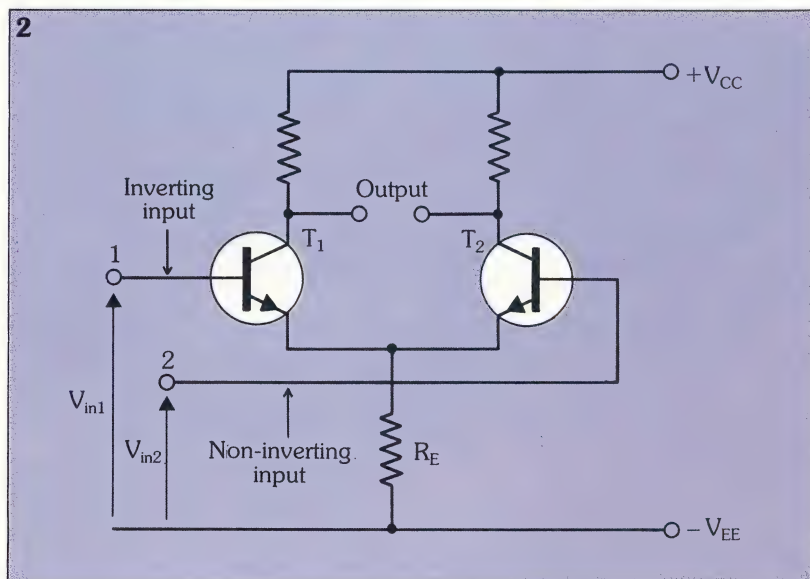 2
+V_CC
Inverting
input
Output
T_1
T_2
1
2
V_in1
V_in2
Non-inverting
input
R_E
−V_EE